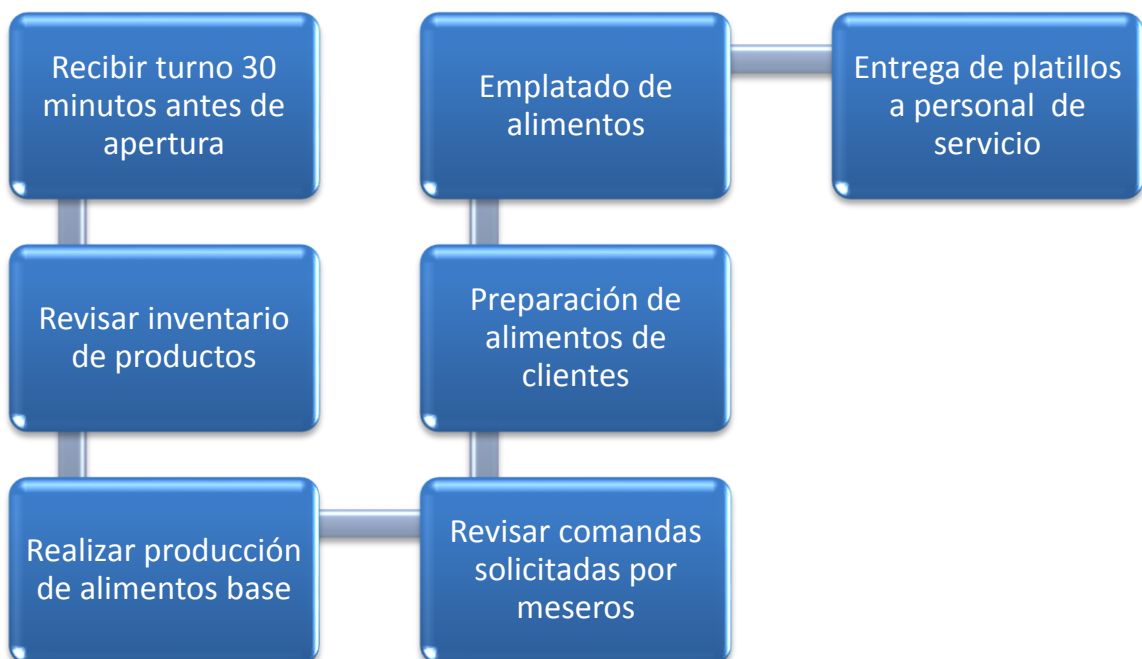 Recibir turno 30
minutos antes de
apertura
Revisar inventario
de productos
Realizar producción
de alimentos base
Revisar comandas
solicitadas por
meseros
Preparación de
alimentos de
clientes
Emplatado de
alimentos
Entrega de platillos
a personal de
servicio